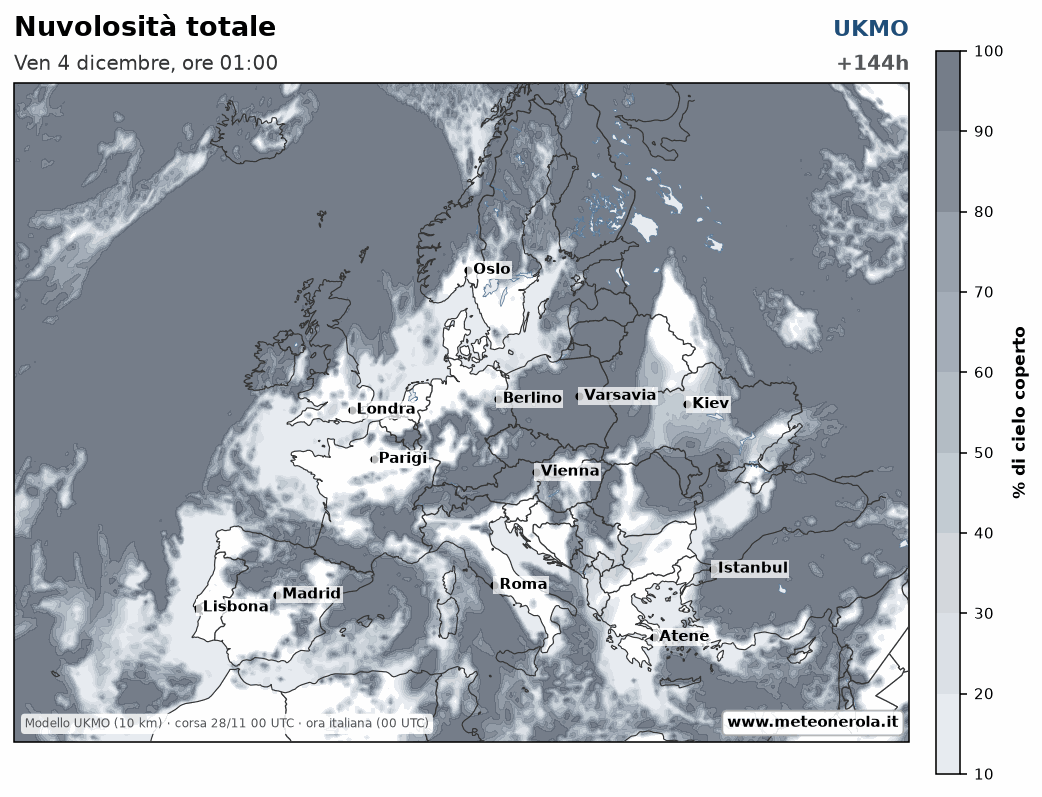 Nuvolosità totale
UKMO
Ven 4 dicembre, ore 01:00
+144h
100
90
80
70
60
50
40
30
20
10
% di cielo coperto
Oslo
Londra
Berlino
Varsavia
Kiev
Parigi
Vienna
Istanbul
Roma
Madrid
Lisbona
Atene
Modello UKMO (10 km) · corsa 28/11 00 UTC · ora italiana (00 UTC)
www.meteonerola.it